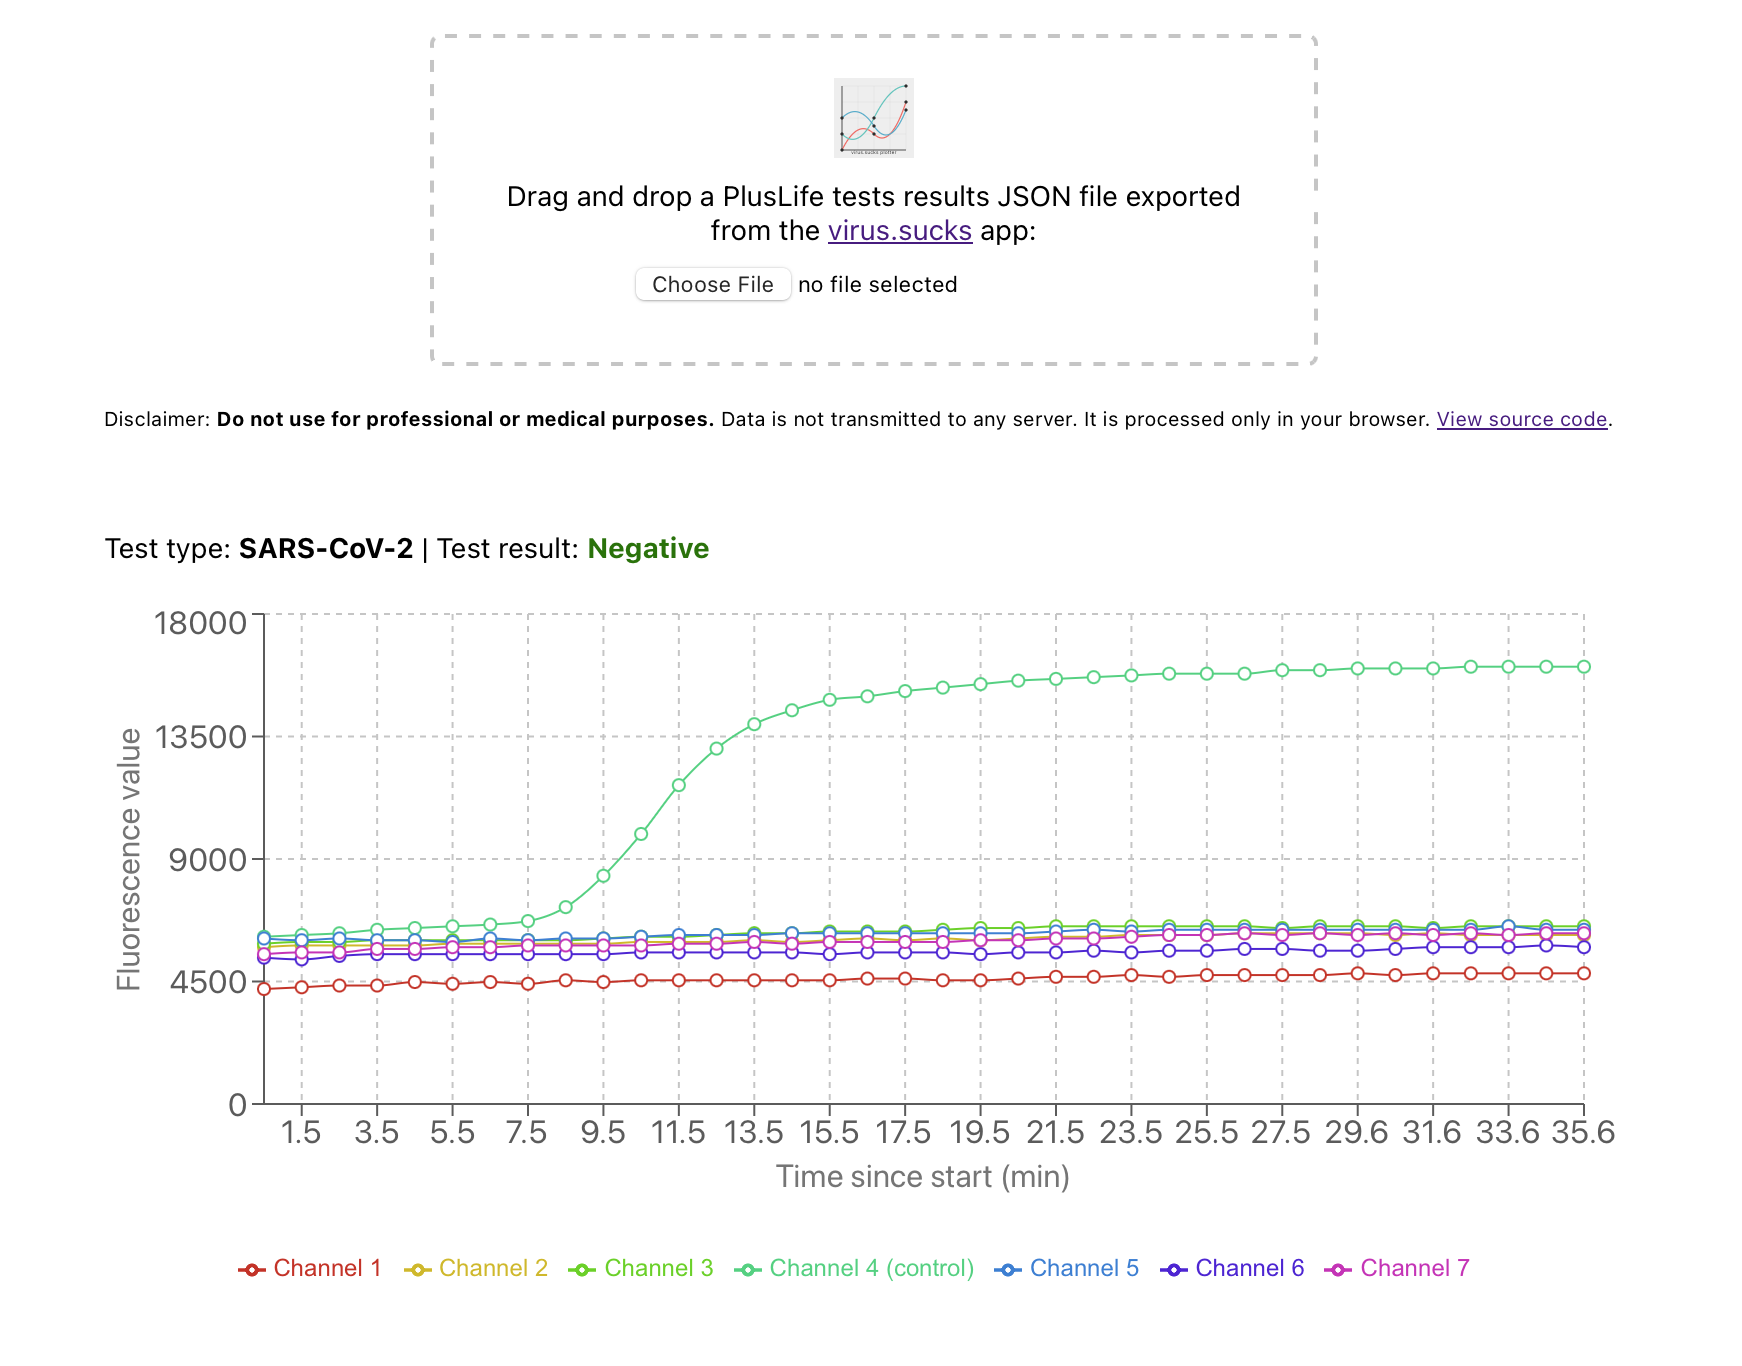 virus.sucks plotter
Drag and drop a PlusLife tests results JSON file exported
from the virus.sucks app:
Choose File no file selected
Disclaimer: Do not use for professional or medical purposes. Data is not transmitted to any server. It is processed only in your browser. View source code.
Test type: SARS-CoV-2 | Test result: Negative
18000
13500
9000
4500
0
Fluorescence value
1.5 3.5 5.5 7.5 9.5 11.5 13.5 15.5 17.5 19.5 21.5 23.5 25.5 27.5 29.6 31.6 33.6 35.6
Time since start (min)
Channel 1 Channel 2 Channel 3 Channel 4 (control) Channel 5 Channel 6 Channel 7